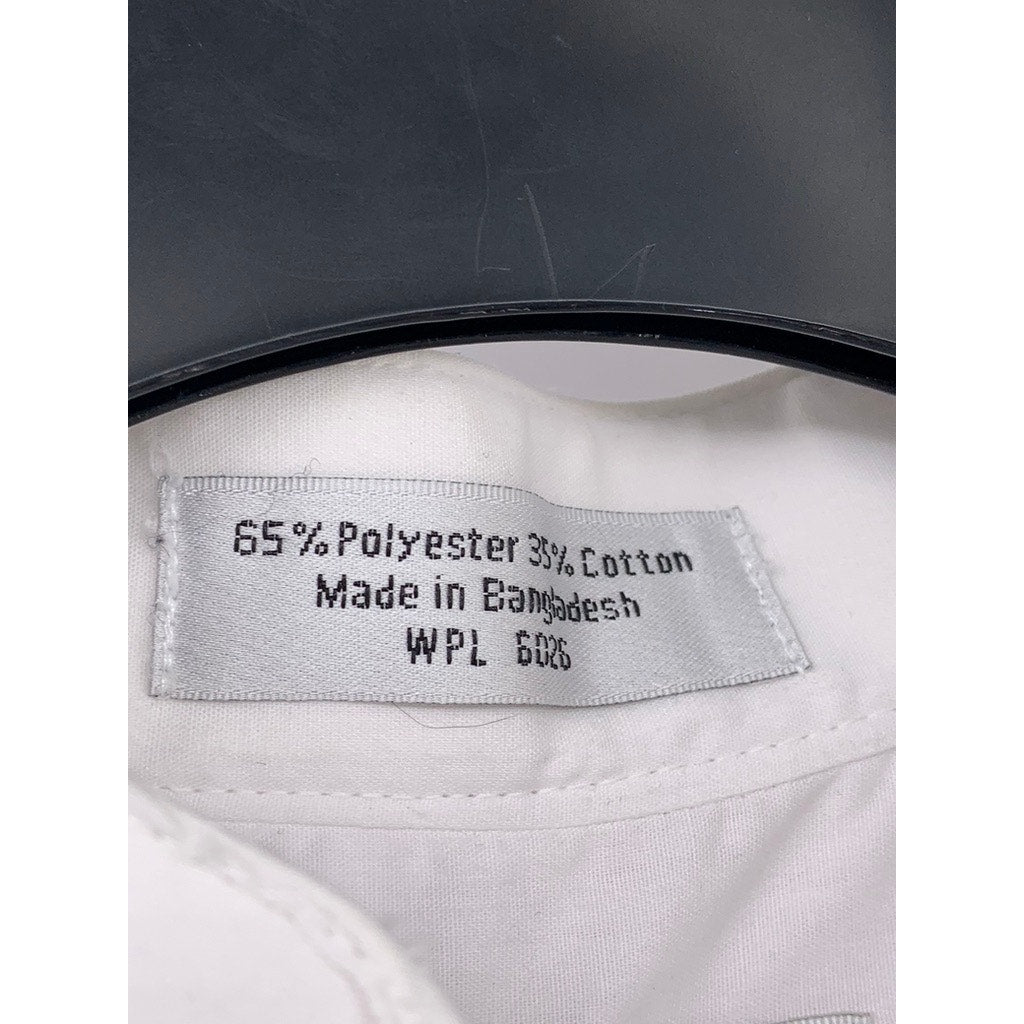 65% Polyester 35% Cotton
Made in Bangladesh
WPL 6026